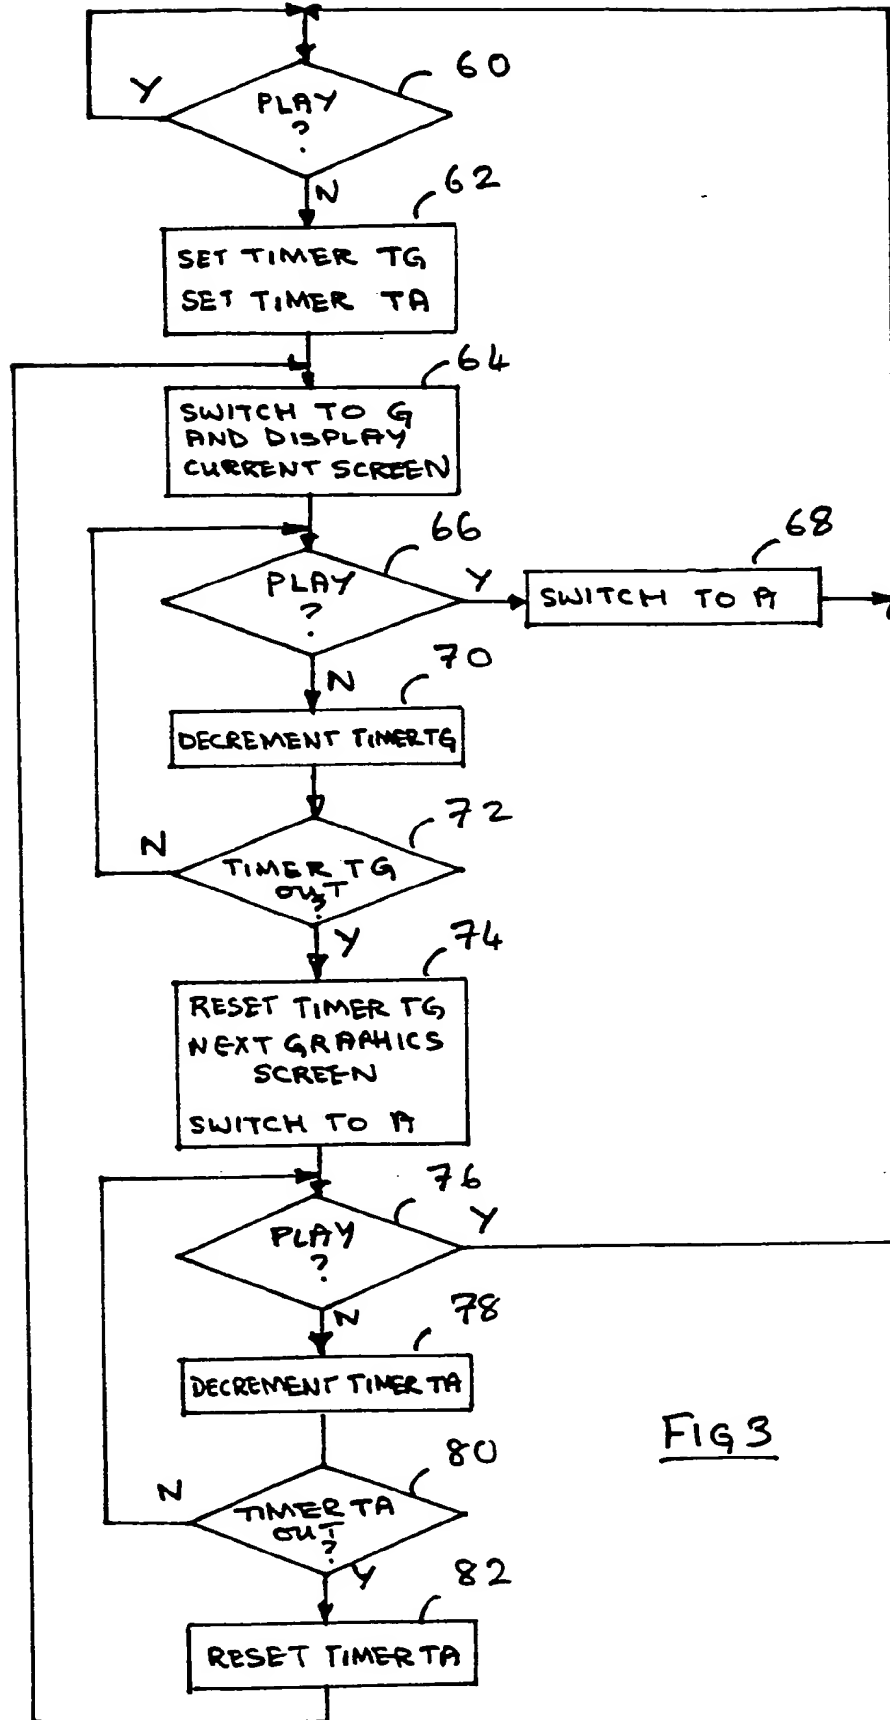 60
Y
PLAY
?
N
62
SET TIMER TG
SET TIMER TA
64
SWITCH TO G
AND DISPLAY
CURRENT SCREEN
66
PLAY
?
Y
68
SWITCH TO A
N
70
DECREMENT TIMER TG
72
N
TIMER TG
OUT
?
Y
74
RESET TIMER TG
NEXT GRAPHICS
SCREEN
SWITCH TO A
76
PLAY
?
Y
N
78
DECREMENT TIMER TA
80
N
TIMER TA
OUT
?
Y
82
RESET TIMER TA
FIG 3